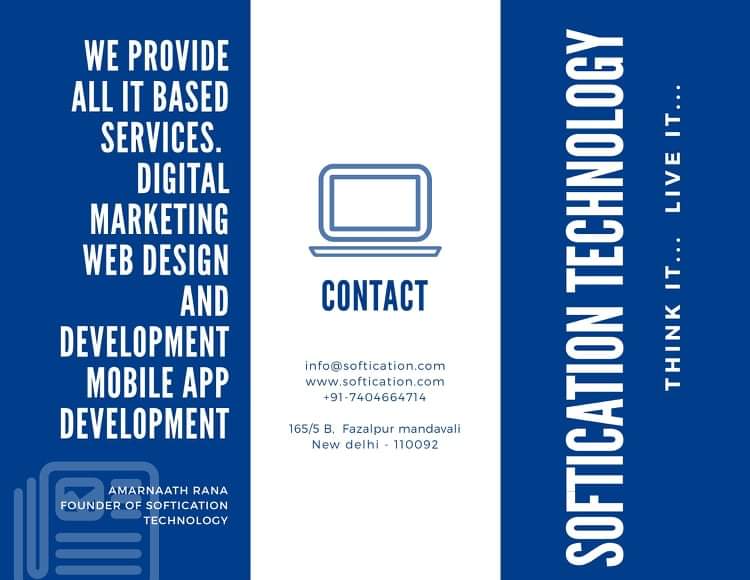 WE PROVIDE
ALL IT BASED
SERVICES.
DIGITAL
MARKETING
WEB DESIGN
AND
DEVELOPMENT
MOBILE APP
DEVELOPMENT
AMARNAATH RANA
FOUNDER OF SOFTICATION
TECHNOLOGY
CONTACT
info@softication.com
www.softication.com
+91-7404664714
165/5 B, Fazalpur mandavali
New delhi - 110092
SOFTICATION TECHNOLOGY
THINK IT... LIVE IT...